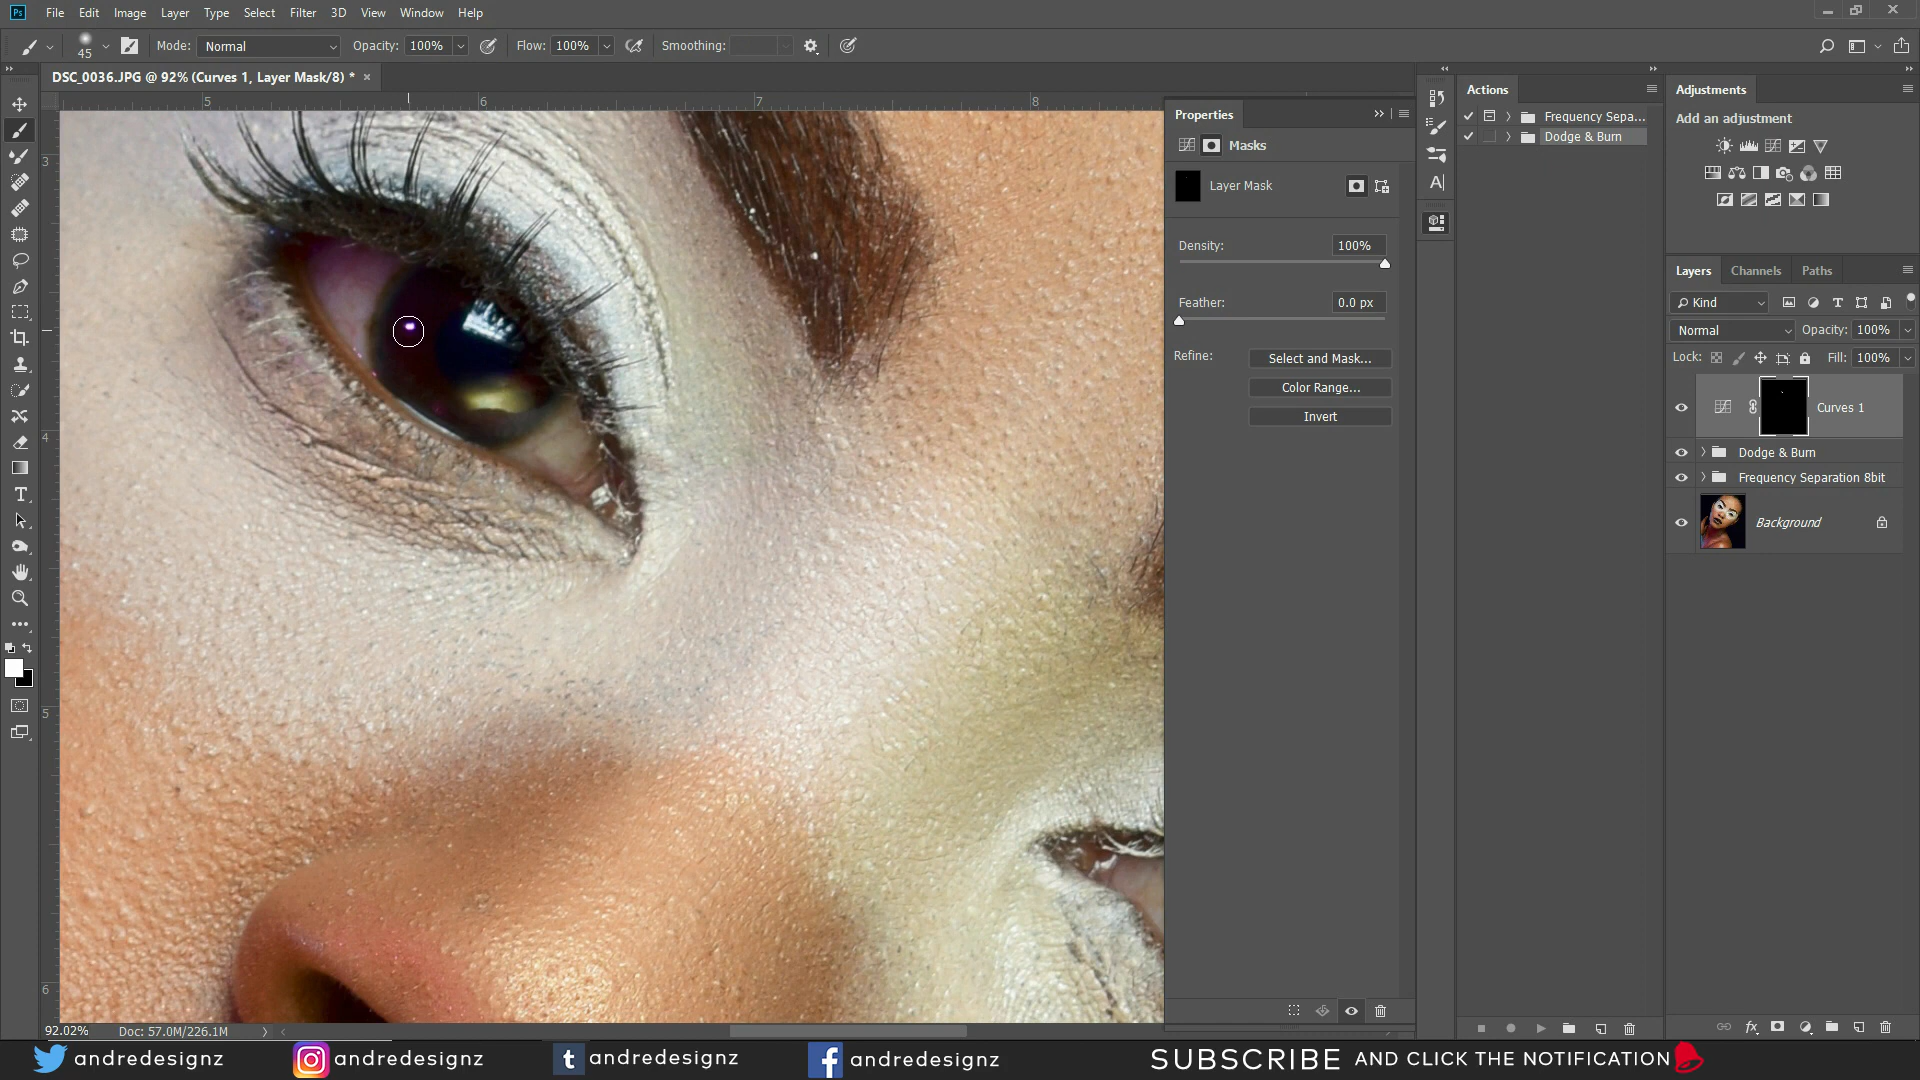 Ps File Edit Image Layer Type Select Filter 3D View Window Help
45 Mode: Normal Opacity: 100% Flow: 100% Smoothing:
DSC_0036.JPG @ 92% (Curves 1, Layer Mask/8) * ×
5 6 7 8
3
4
5
6
Properties
Masks
Layer Mask
Density: 100%
Feather: 0.0 px
Refine: Select and Mask...
Color Range...
Invert
Actions
Frequency Sepa...
Dodge & Burn
Adjustments
Add an adjustment
Layers Channels Paths
Kind
Normal Opacity: 100%
Lock: Fill: 100%
Curves 1
Dodge & Burn
Frequency Separation 8bit
Background
92.02% Doc: 57.0M/226.1M
andredesignz andredesignz andredesignz andredesignz SUBSCRIBE AND CLICK THE NOTIFICATION